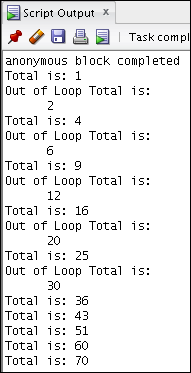 Script Output x
Task compl
anonymous block completed
Total is: 1
Out of Loop Total is:
2
Total is: 4
Out of Loop Total is:
6
Total is: 9
Out of Loop Total is:
12
Total is: 16
Out of Loop Total is:
20
Total is: 25
Out of Loop Total is:
30
Total is: 36
Total is: 43
Total is: 51
Total is: 60
Total is: 70